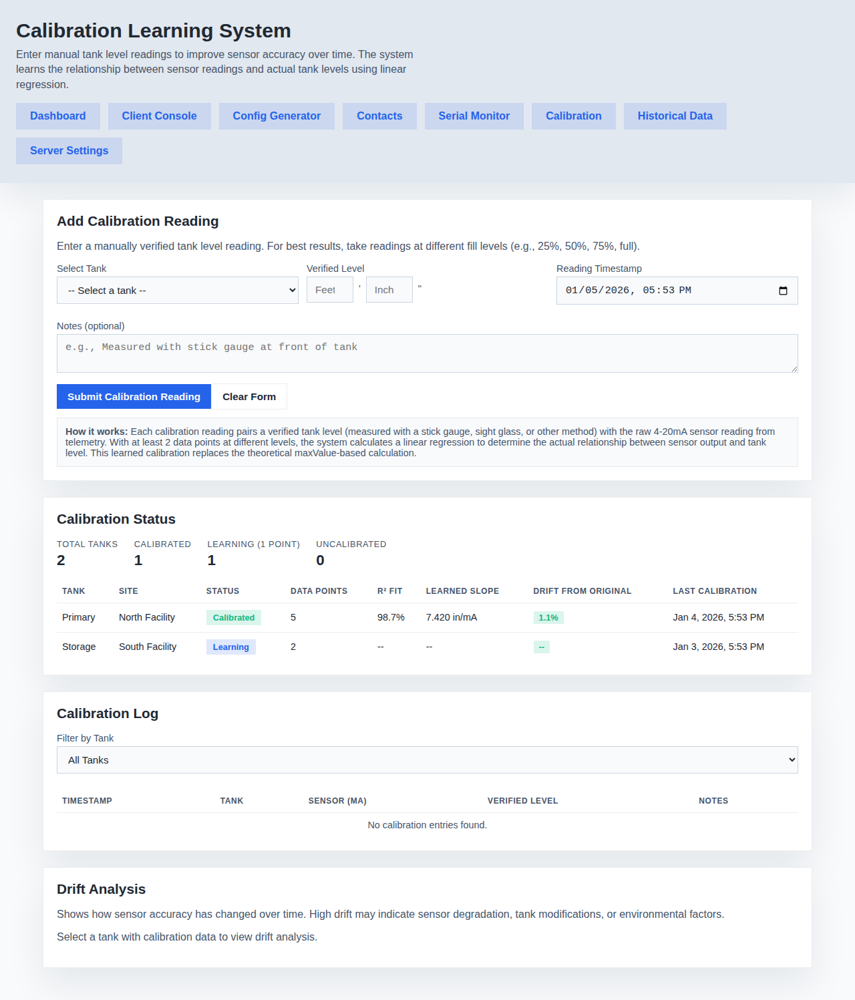 Calibration Learning System
Enter manual tank level readings to improve sensor accuracy over time. The system
learns the relationship between sensor readings and actual tank levels using linear
regression.
Dashboard Client Console Config Generator Contacts Serial Monitor Calibration Historical Data
Server Settings
Add Calibration Reading
Enter a manually verified tank level reading. For best results, take readings at different fill levels (e.g., 25%, 50%, 75%, full).
Select Tank Verified Level Reading Timestamp
-- Select a tank -- Feet ' Inch " 01/05/2026, 05:53 PM
Notes (optional)
e.g., Measured with stick gauge at front of tank
Submit Calibration Reading Clear Form
How it works: Each calibration reading pairs a verified tank level (measured with a stick gauge, sight glass, or other method) with the raw 4-20mA sensor reading from
telemetry. With at least 2 data points at different levels, the system calculates a linear regression to determine the actual relationship between sensor output and tank
level. This learned calibration replaces the theoretical maxValue-based calculation.
Calibration Status
TOTAL TANKS CALIBRATED LEARNING (1 POINT) UNCALIBRATED
2 1 1 0
TANK SITE STATUS DATA POINTS R² FIT LEARNED SLOPE DRIFT FROM ORIGINAL LAST CALIBRATION
Primary North Facility Calibrated 5 98.7% 7.420 in/mA 1.1% Jan 4, 2026, 5:53 PM
Storage South Facility Learning 2 -- -- -- Jan 3, 2026, 5:53 PM
Calibration Log
Filter by Tank
All Tanks
TIMESTAMP TANK SENSOR (MA) VERIFIED LEVEL NOTES
No calibration entries found.
Drift Analysis
Shows how sensor accuracy has changed over time. High drift may indicate sensor degradation, tank modifications, or environmental factors.
Select a tank with calibration data to view drift analysis.